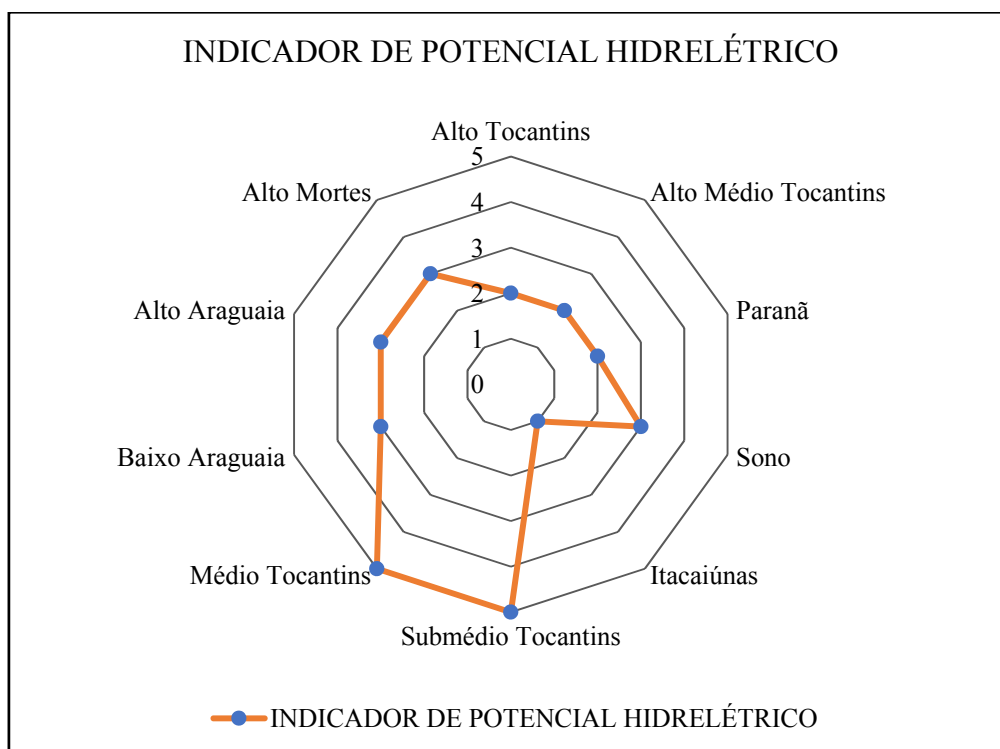 INDICADOR DE POTENCIAL HIDRELÉTRICO
Alto Tocantins
5
Alto Mortes
Alto Médio Tocantins
4
3
2
Alto Araguaia
Paranã
1
0
Baixo Araguaia
Sono
Médio Tocantins
Itacaiúnas
Submédio Tocantins
INDICADOR DE POTENCIAL HIDRELÉTRICO